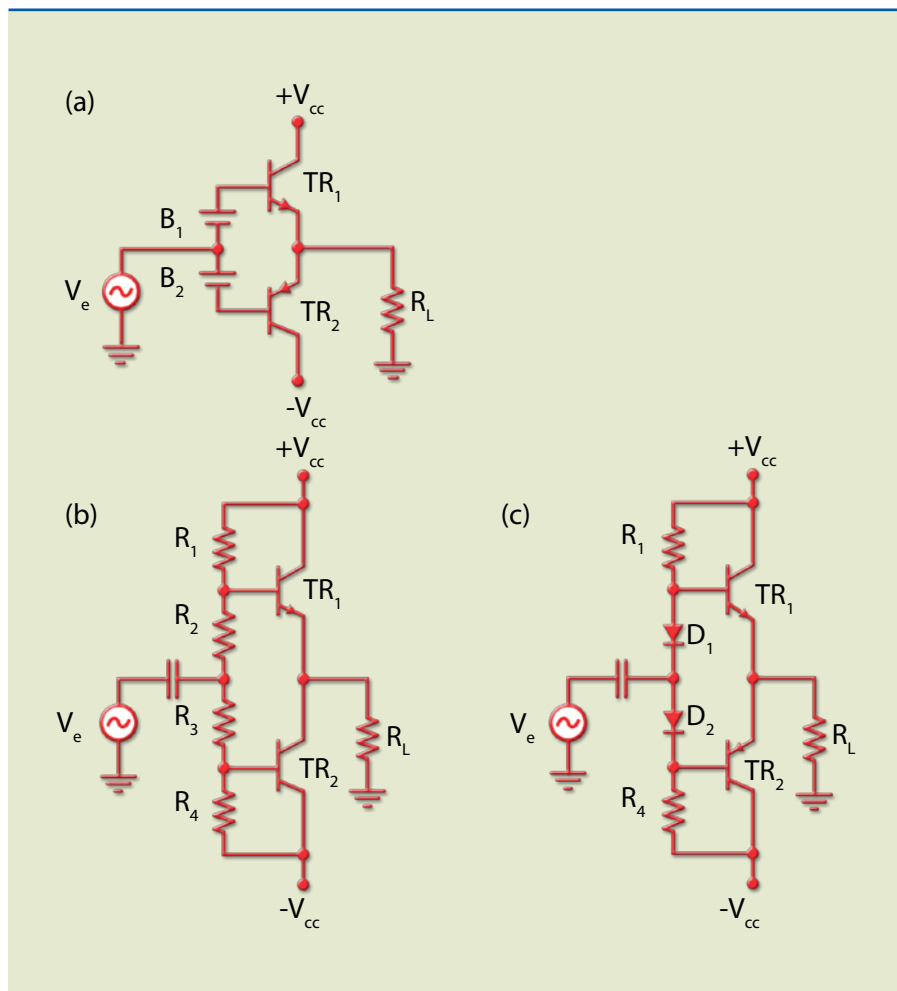 (a)
+Vcc
TR1
B1
B2
Ve
TR2
RL
-Vcc
(b)
+Vcc
R1
TR1
R2
Ve
R3
RL
TR2
R4
-Vcc
(c)
+Vcc
R1
TR1
D1
Ve
D2
RL
TR2
R4
-Vcc